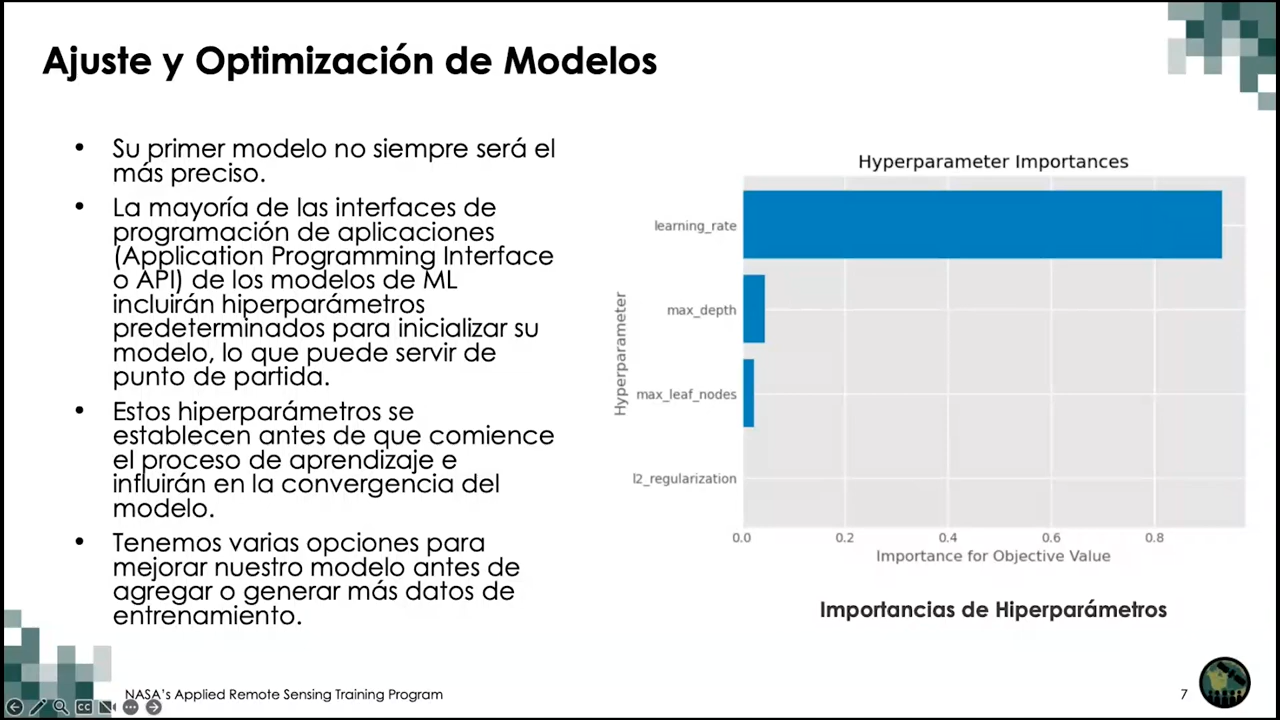 Ajuste y Optimización de Modelos
• Su primer modelo no siempre será el
más preciso.
• La mayoría de las interfaces de
programación de aplicaciones
(Application Programming Interface
o API) de los modelos de ML
incluirán hiperparámetros
predeterminados para inicializar su
modelo, lo que puede servir de
punto de partida.
• Estos hiperparámetros se
establecen antes de que comience
el proceso de aprendizaje e
influirán en la convergencia del
modelo.
• Tenemos varias opciones para
mejorar nuestro modelo antes de
agregar o generar más datos de
entrenamiento.
Hyperparameter Importances
Hyperparameter
learning_rate
max_depth
max_leaf_nodes
l2_regularization
0.0 0.2 0.4 0.6 0.8
Importance for Objective Value
Importancias de Hiperparámetros
NASA's Applied Remote Sensing Training Program
7
CC